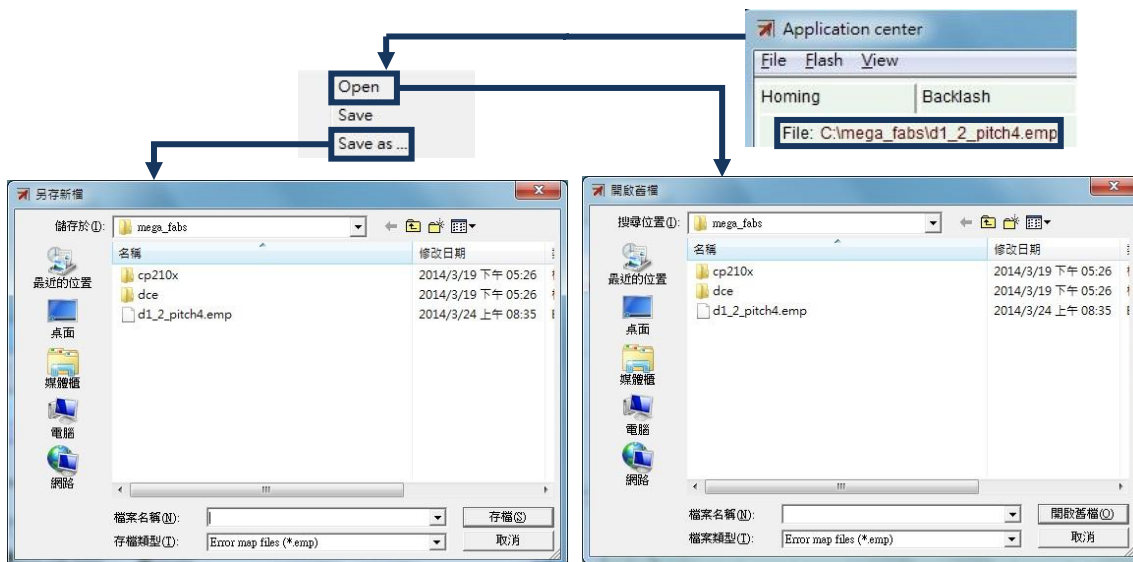 Application center
File Flash View
Homing Backlash
File: C:\mega_fabs\d1_2_pitch4.emp
Open
Save
Save as ...
另存新檔
儲存於(I): mega_fabs
名稱 修改日期
cp210x 2014/3/19 下午 05:26
dce 2014/3/19 下午 05:26
d1_2_pitch4.emp 2014/3/24 上午 08:35
最近的位置
桌面
媒體櫃
電腦
網路
檔案名稱(N): 存檔(S)
存檔類型(T): Error map files (*.emp) 取消
開啟舊檔
搜尋位置(I): mega_fabs
名稱 修改日期
cp210x 2014/3/19 下午 05:26
dce 2014/3/19 下午 05:26
d1_2_pitch4.emp 2014/3/24 上午 08:35
最近的位置
桌面
媒體櫃
電腦
網路
檔案名稱(N): 開啟舊檔(O)
檔案類型(T): Error map files (*.emp) 取消